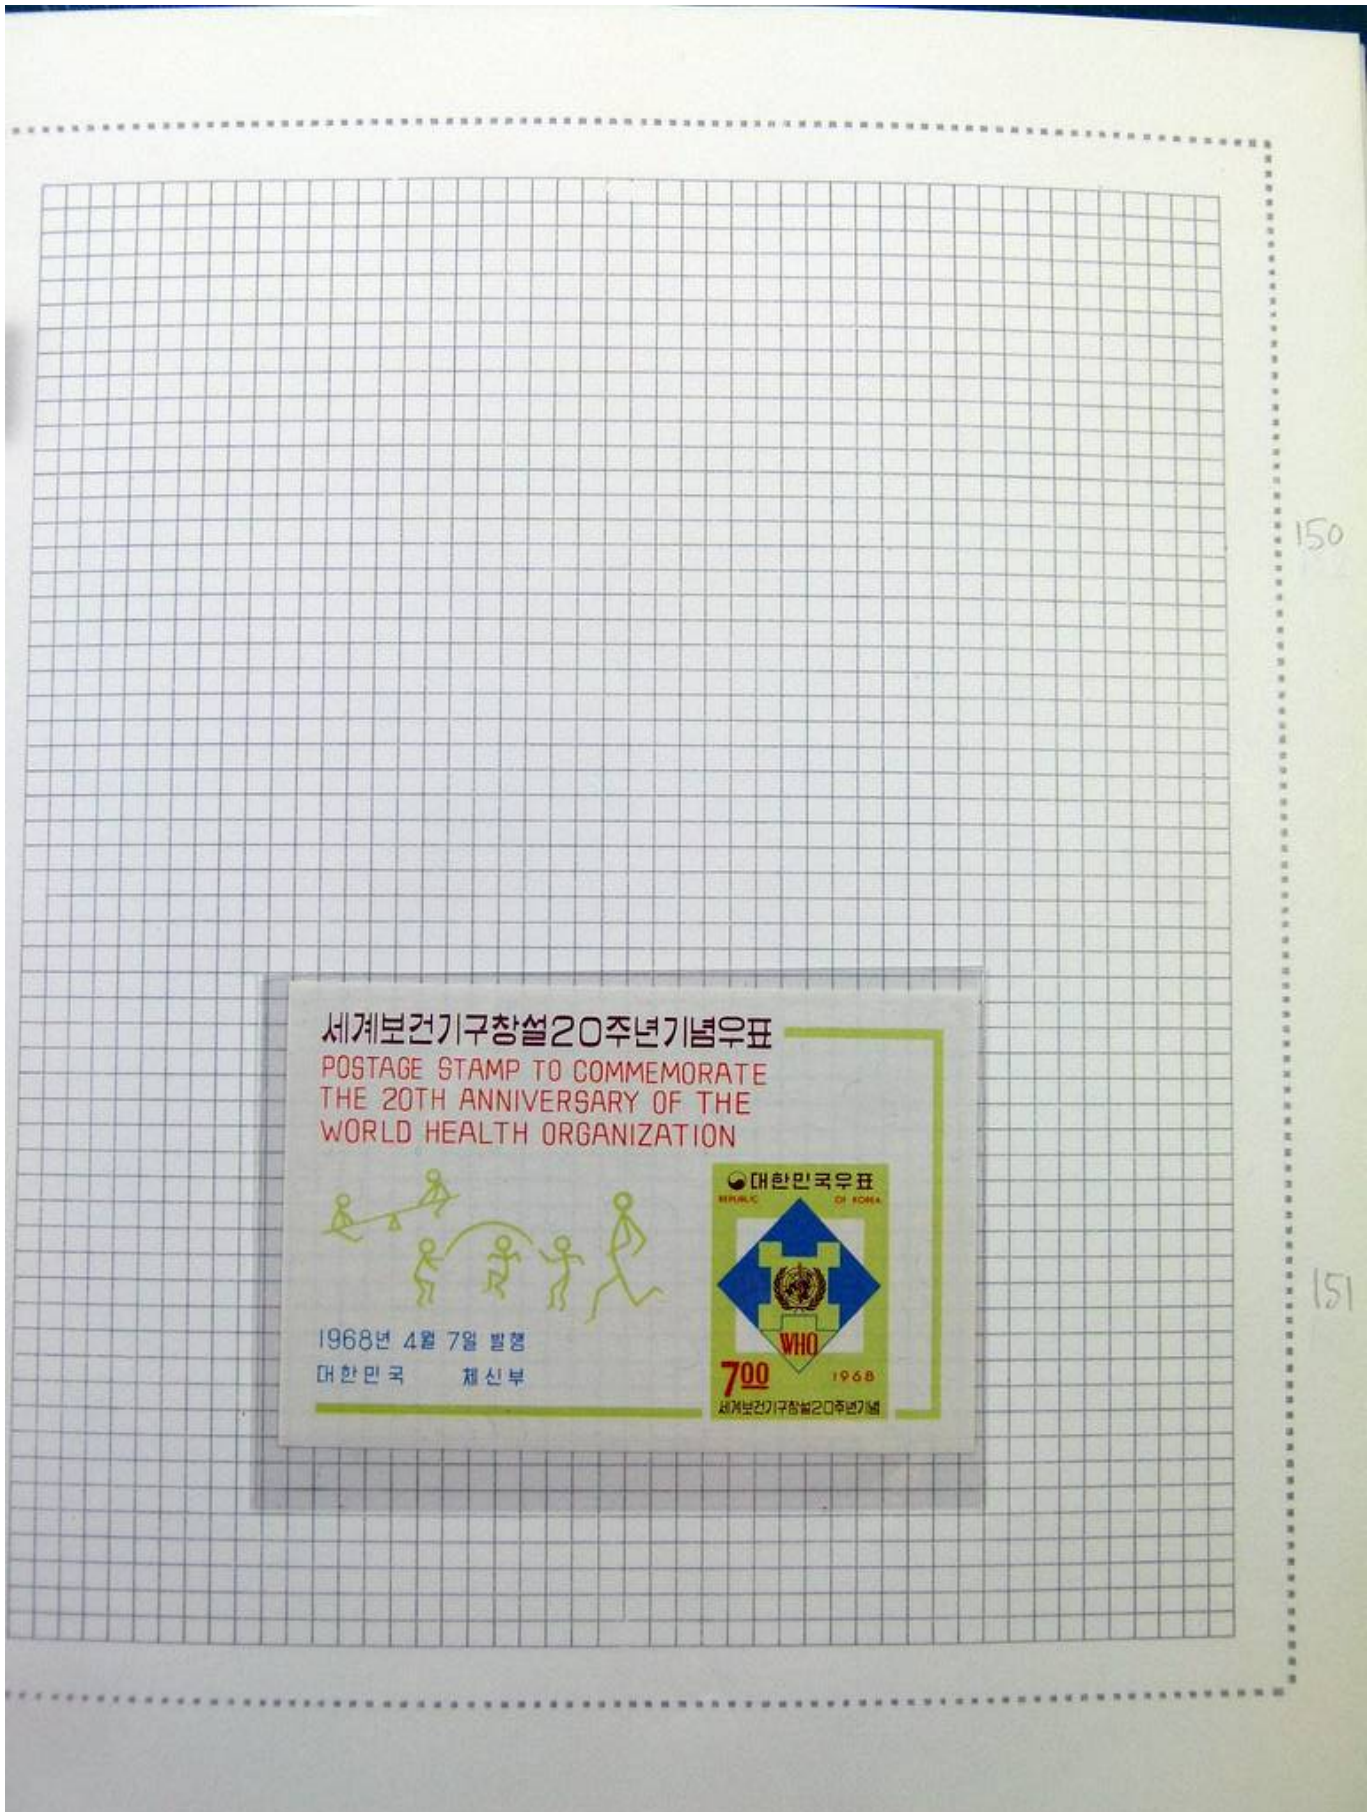 150
세계보건기구창설20주년기념우표
POSTAGE STAMP TO COMMEMORATE
THE 20TH ANNIVERSARY OF THE
WORLD HEALTH ORGANIZATION
대한민국우표
REPUBLIC OF KOREA
WHO
700
1968
세계보건기구창설20주년기념
1968년 4월 7일 발행
대한민국 체신부
151